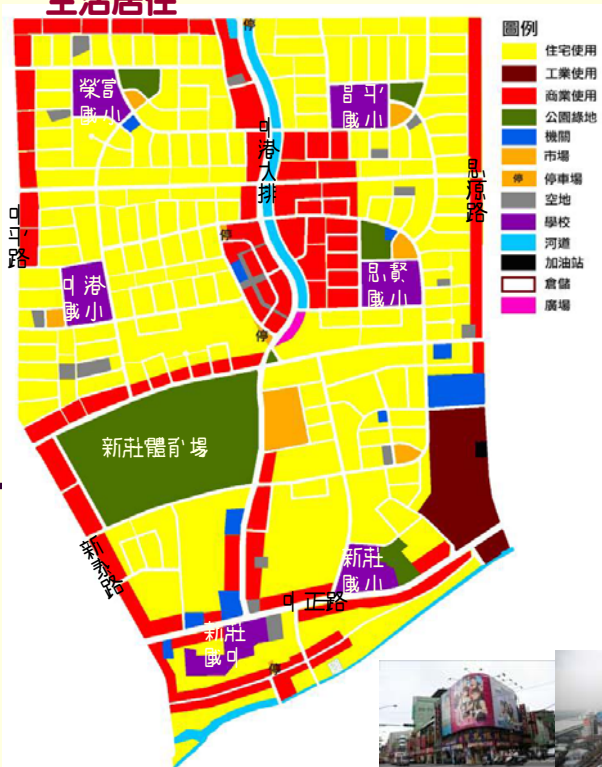 生活居住
停
圖例
住宅使用
工業使用
商業使用
公園綠地
機關
市場
停 停車場
空地
學校
河道
加油站
倉儲
廣場
榮富
國小
昌平
國小
中港大排
思源路
中平路
停
思賢
國小
中港
國小
停
新莊體育場
新泰路
新莊
國小
中正路
新莊
國中
停